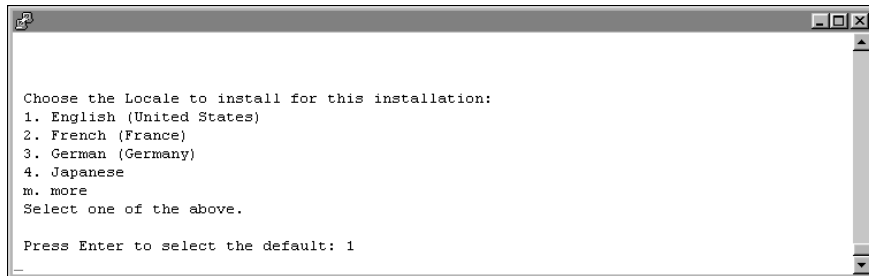 Choose the Locale to install for this installation:
1. English (United States)
2. French (France)
3. German (Germany)
4. Japanese
m. more
Select one of the above.
Press Enter to select the default: 1